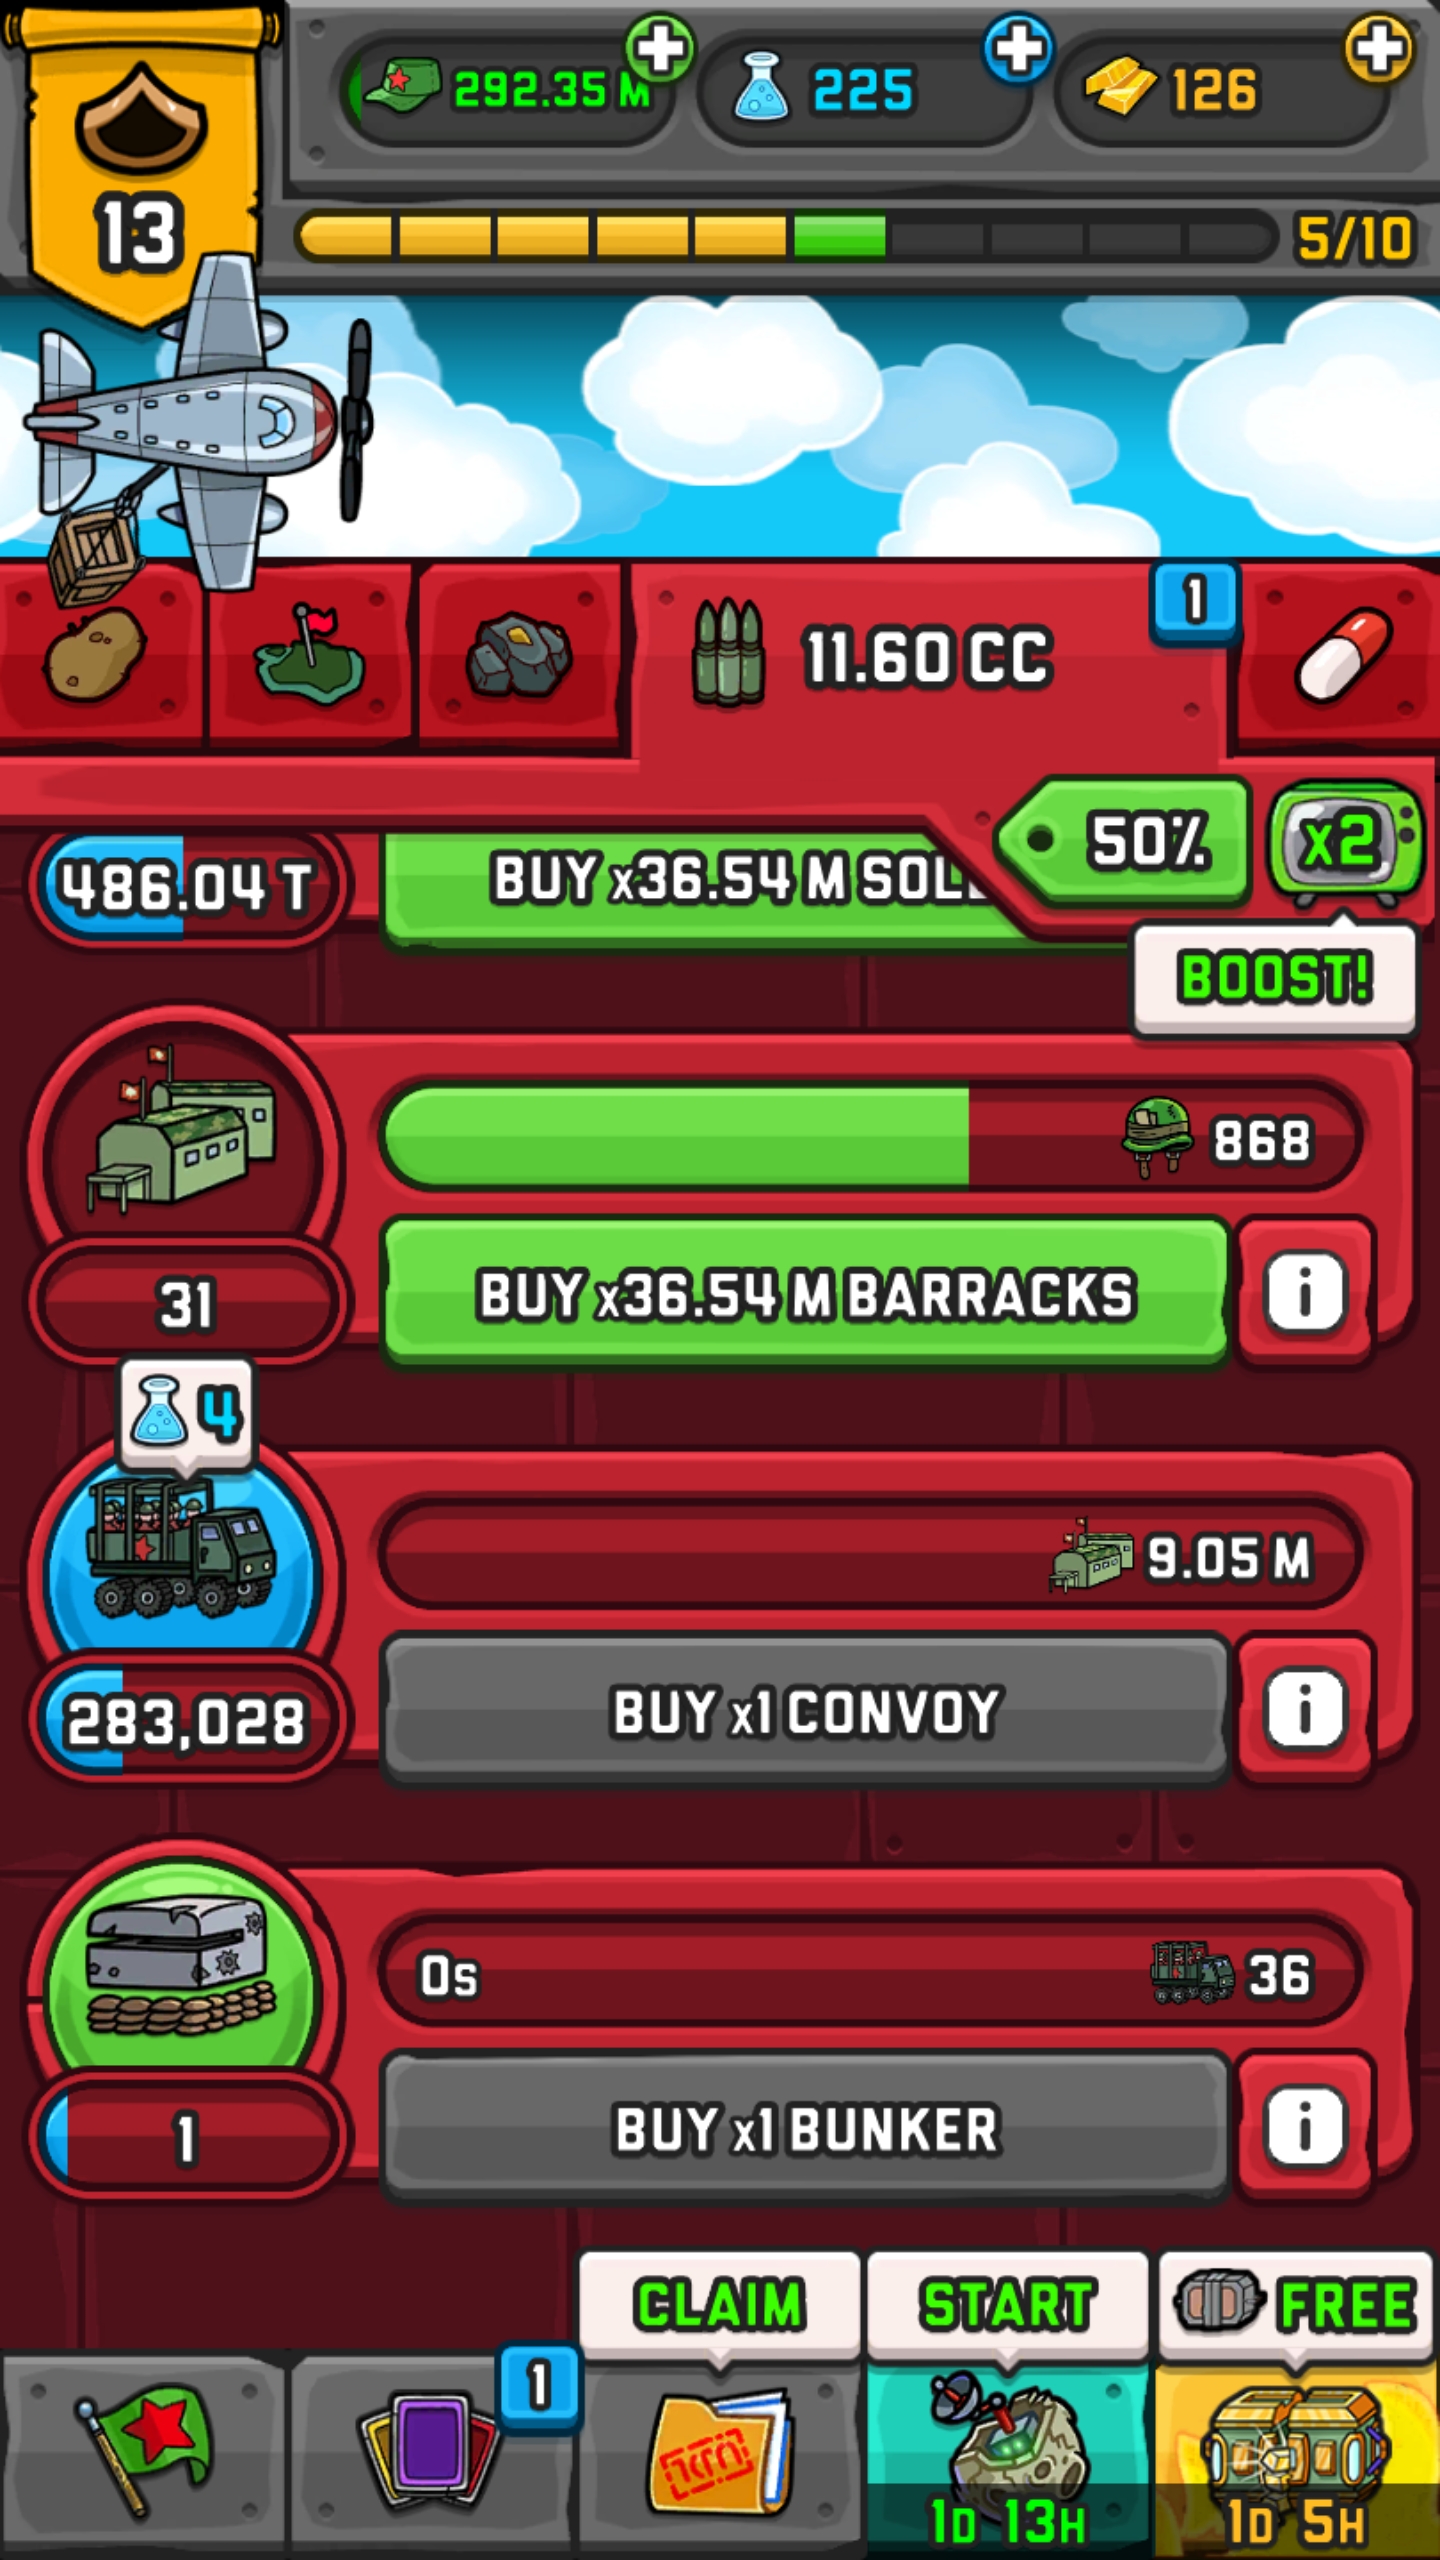 292.35 M
225
126
13
5/10
11.60 CC
1
50%
x2
486.04 T
BUY x36.54 M SOL
BOOST!
868
BUY x36.54 M BARRACKS
31
4
9.05 M
BUY x1 CONVOY
283,028
0s
36
BUY x1 BUNKER
1
CLAIM
START
FREE
1
1D 13H
1D 5H